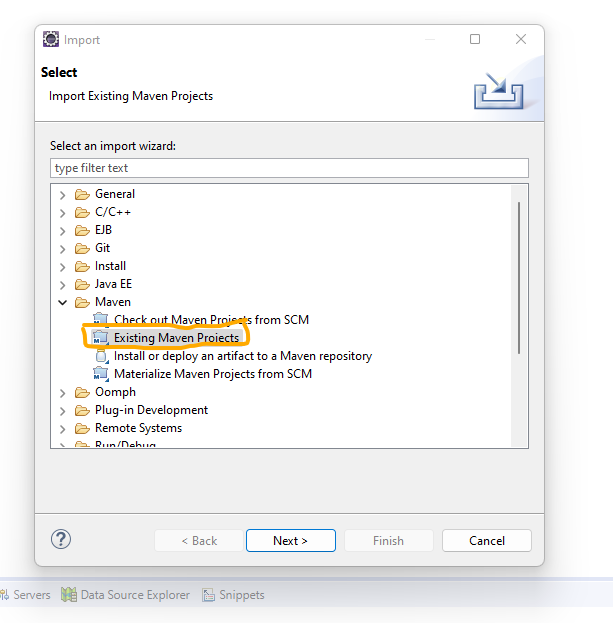 Import
Select
Import Existing Maven Projects
Select an import wizard:
type filter text
General
C/C++
EJB
Git
Install
Java EE
Maven
Check out Maven Projects from SCM
Existing Maven Projects
Install or deploy an artifact to a Maven repository
Materialize Maven Projects from SCM
Oomph
Plug-in Development
Remote Systems
Run/Debug
< Back
Next >
Finish
Cancel
Servers
Data Source Explorer
Snippets